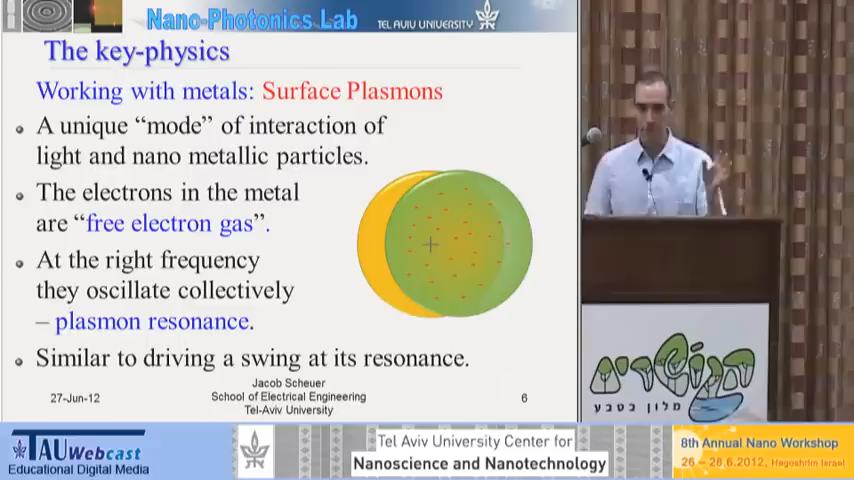 Nano-Photonics Lab
TEL AVIV UNIVERSITY
The key-physics
Working with metals: Surface Plasmons
A unique “mode” of interaction of
light and nano metallic particles.
The electrons in the metal
are “free electron gas”.
At the right frequency
they oscillate collectively
– plasmon resonance.
Similar to driving a swing at its resonance.
27-Jun-12
Jacob Scheuer
School of Electrical Engineering
Tel-Aviv University
6
הגושרים
מלון בטבע
TAU Webcast
Educational Digital Media
Tel Aviv University Center for
Nanoscience and Nanotechnology
8th Annual Nano Workshop
26 – 28.6.2012, Hagoshrim Israel